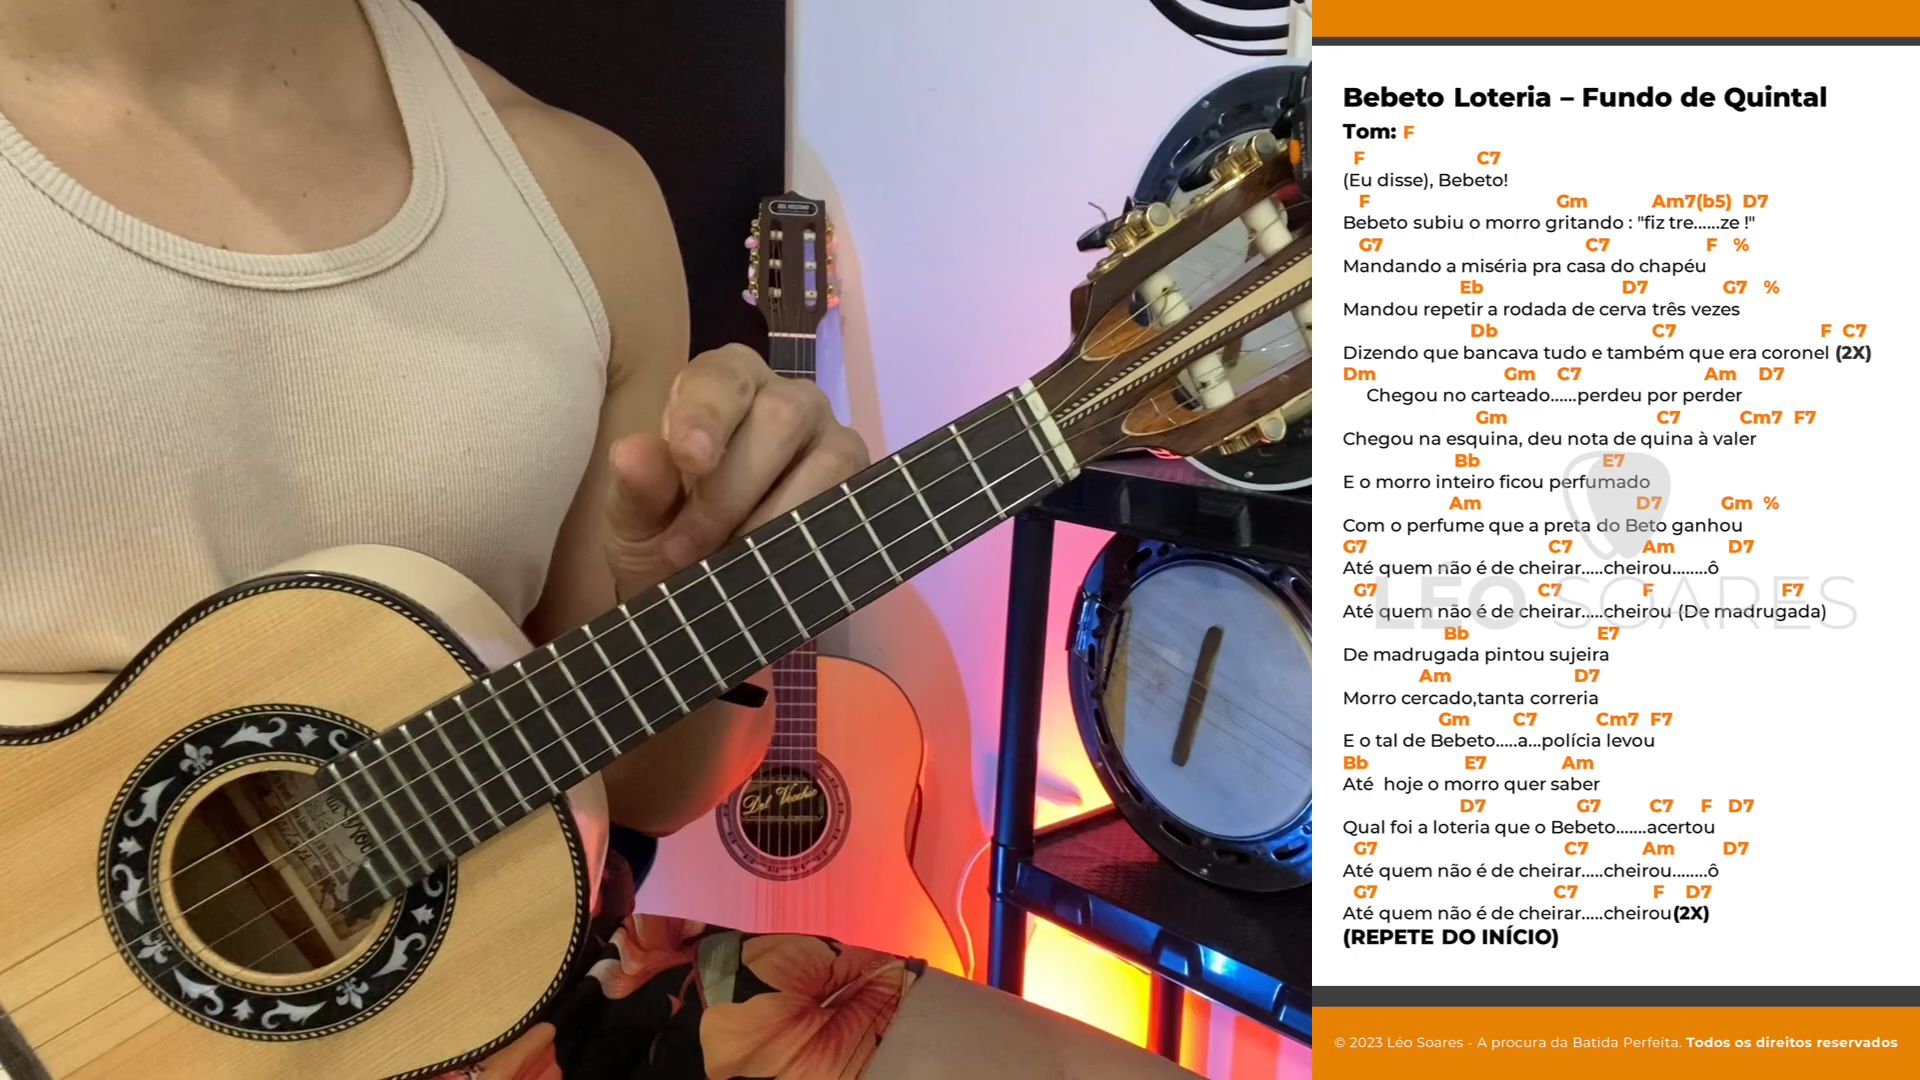 Bebeto Loteria – Fundo de Quintal
Tom: F
F C7
(Eu disse), Bebeto!
F Gm Am7(b5) D7
Bebeto subiu o morro gritando : "fiz tre......ze !"
G7 C7 F %
Mandando a miséria pra casa do chapéu
Eb D7 G7 %
Mandou repetir a rodada de cerva três vezes
Db C7 F C7
Dizendo que bancava tudo e também que era coronel (2X)
Dm Gm C7 Am D7
Chegou no carteado......perdeu por perder
Gm C7 Cm7 F7
Chegou na esquina, deu nota de quina à valer
Bb E7
E o morro inteiro ficou perfumado
Am D7 Gm %
Com o perfume que a preta do Beto ganhou
G7 C7 Am D7
Até quem não é de cheirar.....cheirou........ô
G7 C7 F F7
Até quem não é de cheirar.....cheirou (De madrugada)
LEO SOARES
Bb E7
De madrugada pintou sujeira
Am D7
Morro cercado,tanta correria
Gm C7 Cm7 F7
E o tal de Bebeto.....a...polícia levou
Bb E7 Am
Até hoje o morro quer saber
D7 G7 C7 F D7
Qual foi a loteria que o Bebeto.......acertou
G7 C7 Am D7
Até quem não é de cheirar.....cheirou........ô
G7 C7 F D7
Até quem não é de cheirar.....cheirou(2X)
(REPETE DO INÍCIO)
© 2023 Léo Soares - A procura da Batida Perfeita. Todos os direitos reservados
DEL VECCHIO
Del Vecchio